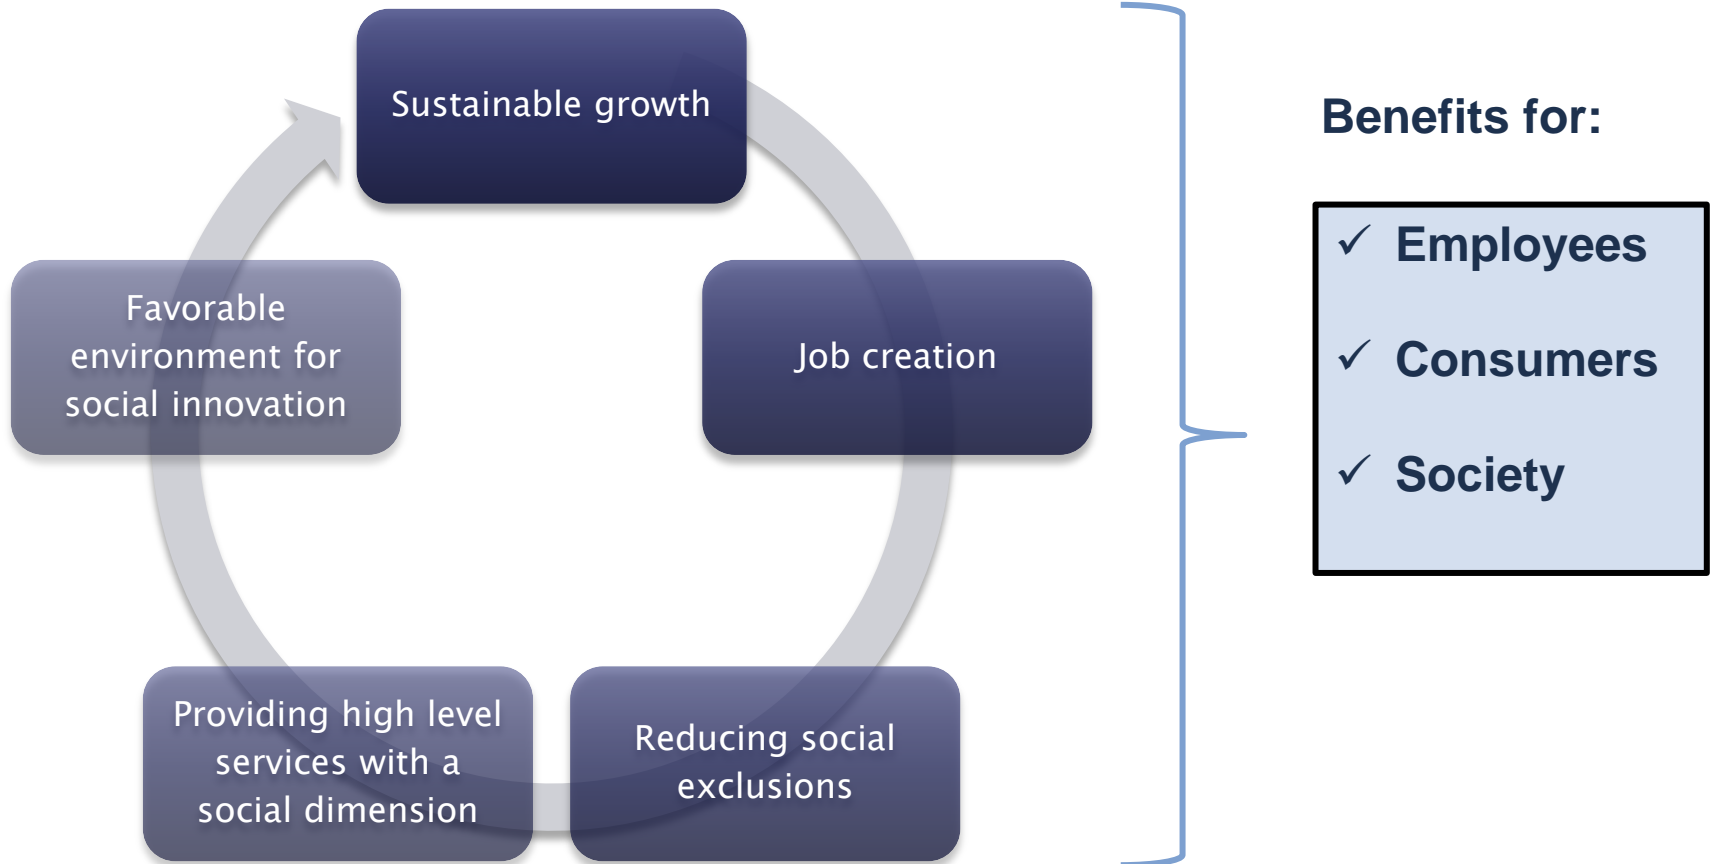 Sustainable growth
Job creation
Reducing social
exclusions
Providing high level
services with a
social dimension
Favorable
environment for
social innovation
Benefits for:
✓ Employees
✓ Consumers
✓ Society